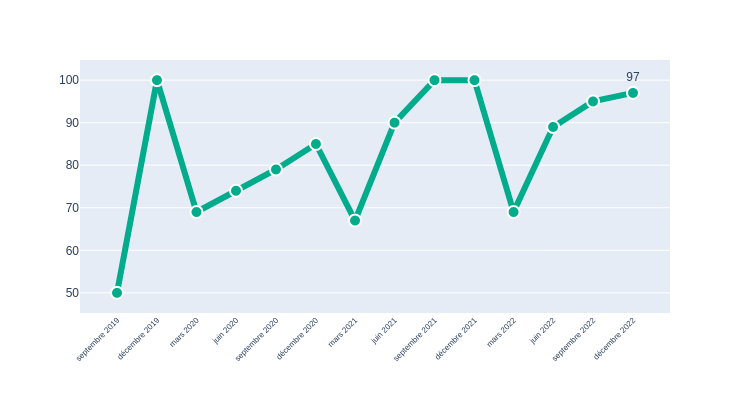 97
100
90
80
70
60
50
septembre 2019
décembre 2019
mars 2020
juin 2020
septembre 2020
décembre 2020
mars 2021
juin 2021
septembre 2021
décembre 2021
mars 2022
juin 2022
septembre 2022
décembre 2022